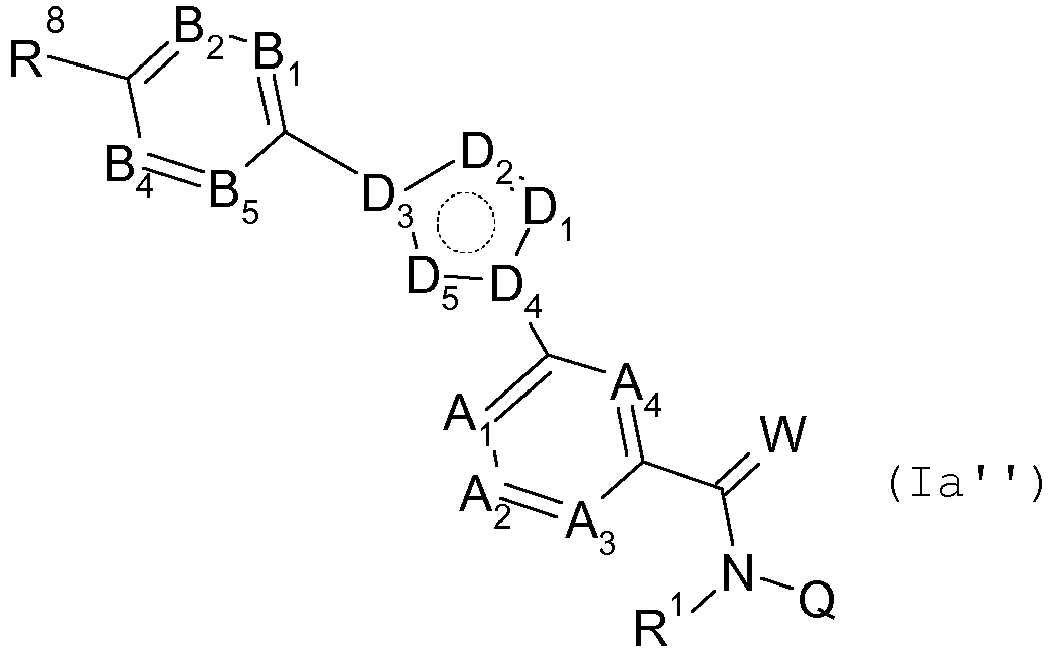 R⁸
B₂
B₁
B₄
B₅
D₂
D₃
D₁
D₅
D₄
A₄
A₁
W
A₂
A₃
(Ia'')
N
R¹
Q